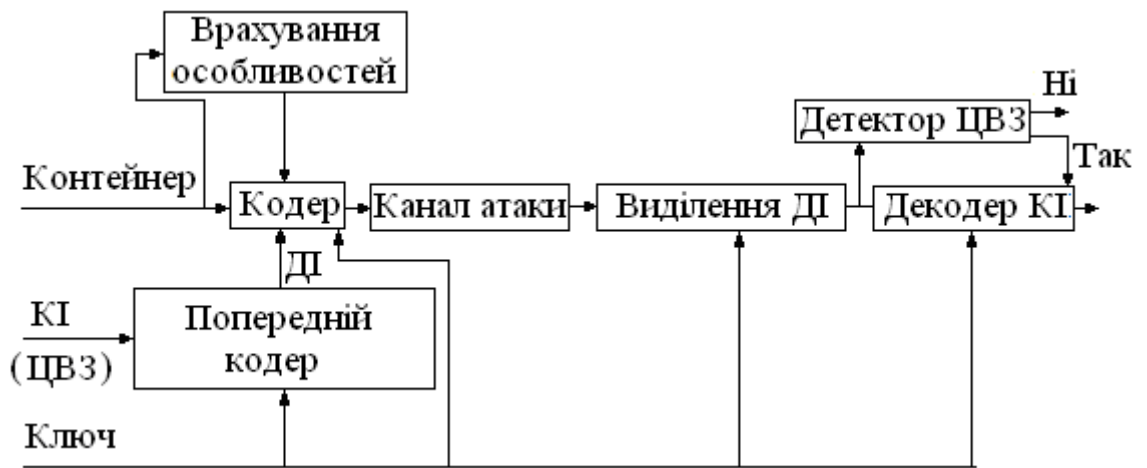 Врахування
особливостей
Ні
Детектор ЦВЗ
Так
Контейнер
Кодер
Канал атаки
Виділення ДІ
Декодер КІ
ДІ
КІ
(ЦВЗ)
Попередній
кодер
Ключ